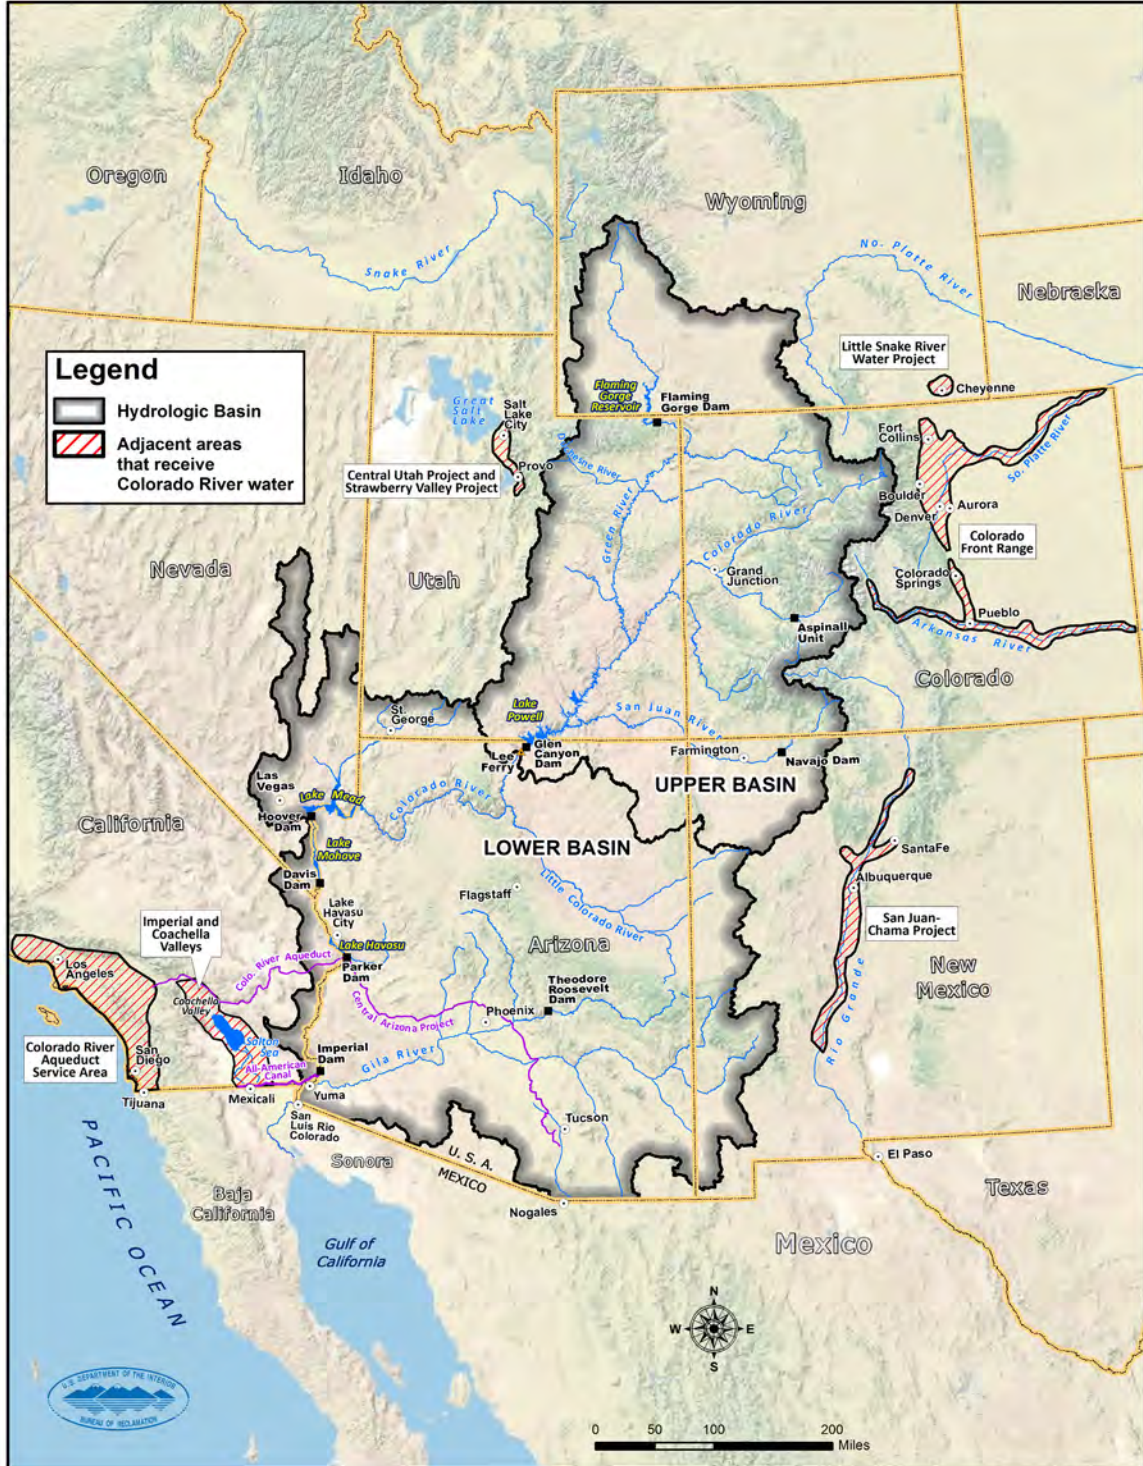 Oregon
Idaho
Wyoming
Snake River
No. Platte River
Nebraska
Legend
Hydrologic Basin
Adjacent areas
that receive
Colorado River water
Little Snake River
Water Project
Cheyenne
Flaming
Gorge
Reservoir
Flaming
Gorge Dam
Great
Salt
Lake
Salt
Lake
City
Provo
Central Utah Project and
Strawberry Valley Project
Duchesne River
Green River
Colorado River
Fort
Collins
So. Platte River
Boulder
Denver
Aurora
Colorado
Front Range
Nevada
Utah
Grand
Junction
Colorado
Springs
Pueblo
Aspinall
Unit
Arkansas River
Colorado
St.
George
Lake
Powell
San Juan River
Lee
Ferry
Glen
Canyon
Dam
Farmington
Navajo Dam
UPPER BASIN
Las
Vegas
Lake Mead
Colorado River
Hoover
Dam
California
Lake
Mohave
LOWER BASIN
SantaFe
Davis
Dam
Flagstaff
Little Colorado River
Albuquerque
Lake
Havasu
City
Imperial and
Coachella
Valleys
Lake Havasu
Arizona
San Juan-
Chama Project
Los
Angeles
Colo. River Aqueduct
Parker
Dam
Theodore
Roosevelt
Dam
New
Mexico
Coachella
Valley
Central Arizona Project
Phoenix
Rio Grande
Colorado River
Aqueduct
Service Area
San
Diego
Salton
Sea
Imperial
Dam
Gila River
All-American
Canal
Tijuana
Mexicali
Yuma
San
Luis Rio
Colorado
Tucson
PACIFIC OCEAN
Sonora
U. S. A.
MEXICO
El Paso
Baja
California
Nogales
Texas
Gulf of
California
Mexico
N
W
E
S
U.S. DEPARTMENT OF THE INTERIOR
BUREAU OF RECLAMATION
0 50 100 200
Miles